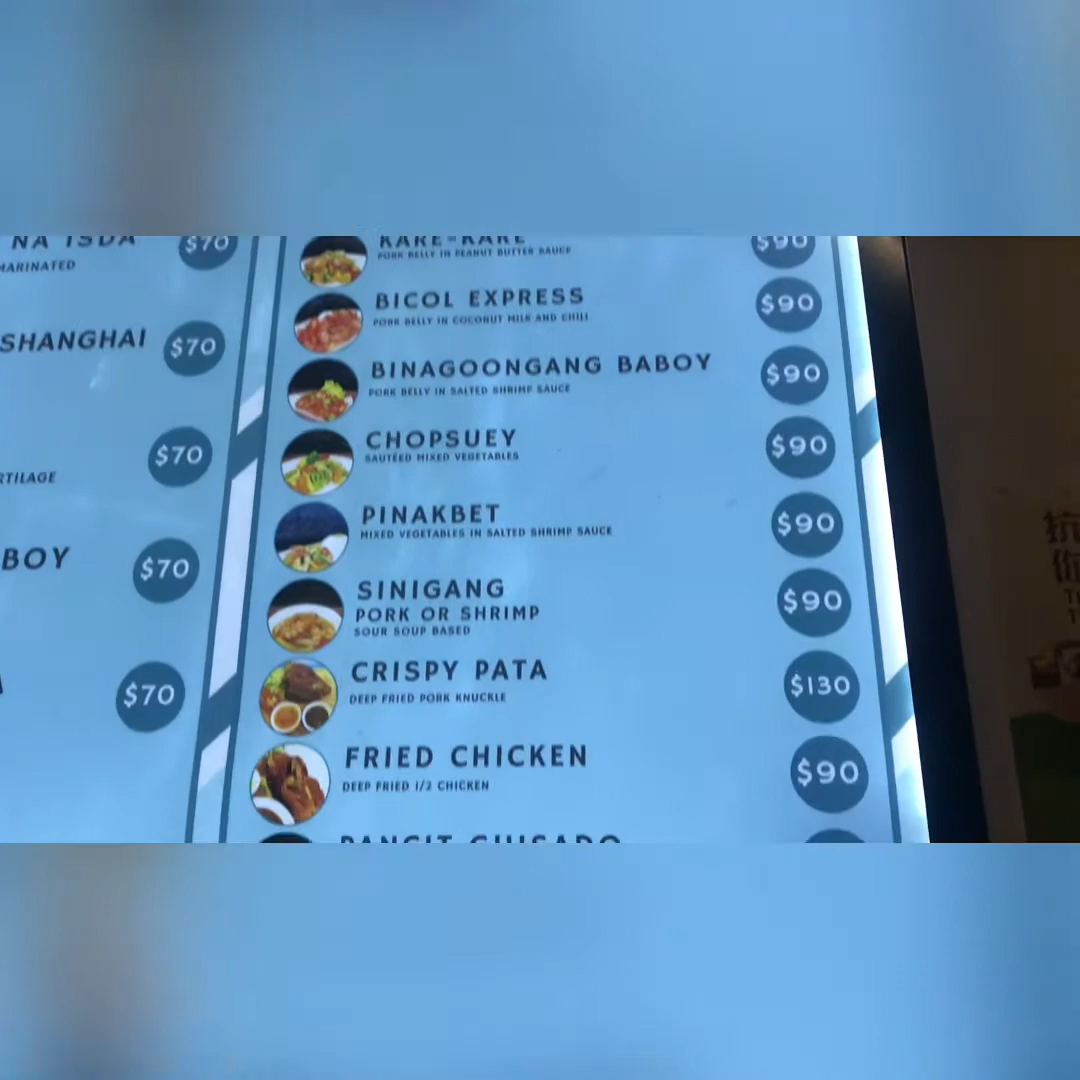 NA ISDA
$70
MARINATED
SHANGHAI
$70
$70
BOY
$70
$70
KARE-KARE
$90
PORK BELLY IN PEANUT BUTTER SAUCE
BICOL EXPRESS
$90
PORK BELLY IN COCONUT MILK AND CHILI
BINAGOONGANG BABOY
$90
PORK BELLY IN SALTED SHRIMP SAUCE
CHOPSUEY
$90
SAUTÉED MIXED VEGETABLES
PINAKBET
$90
MIXED VEGETABLES IN SALTED SHRIMP SAUCE
SINIGANG
$90
PORK OR SHRIMP
SOUR SOUP BASED
CRISPY PATA
$130
DEEP FRIED PORK KNUCKLE
FRIED CHICKEN
$90
DEEP FRIED 1/2 CHICKEN